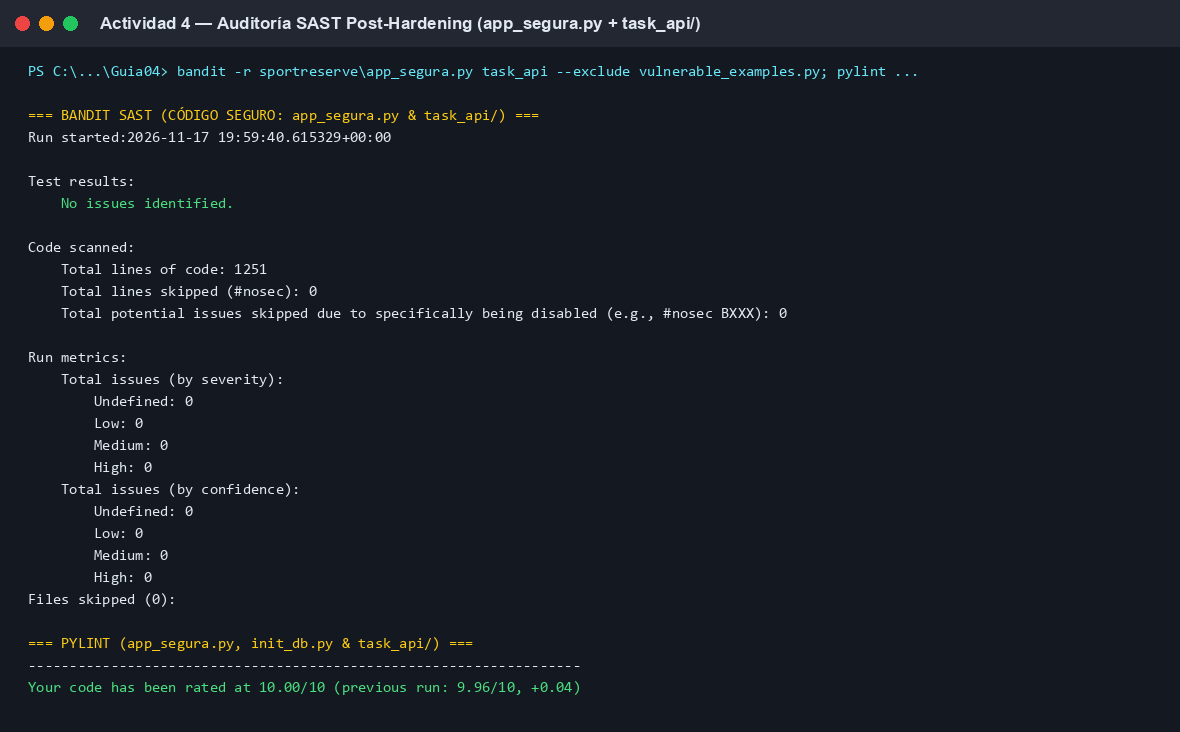 Actividad 4 — Auditoría SAST Post-Hardening (app_segura.py + task_api/)
PS C:\...\Guia04> bandit -r sportreserve\app_segura.py task_api --exclude vulnerable_examples.py; pylint ...
=== BANDIT SAST (CÓDIGO SEGURO: app_segura.py & task_api/) ===
Run started:2026-11-17 19:59:40.615329+00:00
Test results:
No issues identified.
Code scanned:
Total lines of code: 1251
Total lines skipped (#nosec): 0
Total potential issues skipped due to specifically being disabled (e.g., #nosec BXXX): 0
Run metrics:
Total issues (by severity):
Undefined: 0
Low: 0
Medium: 0
High: 0
Total issues (by confidence):
Undefined: 0
Low: 0
Medium: 0
High: 0
Files skipped (0):
=== PYLINT (app_segura.py, init_db.py & task_api/) ===
-------------------------------------------------------------------
Your code has been rated at 10.00/10 (previous run: 9.96/10, +0.04)